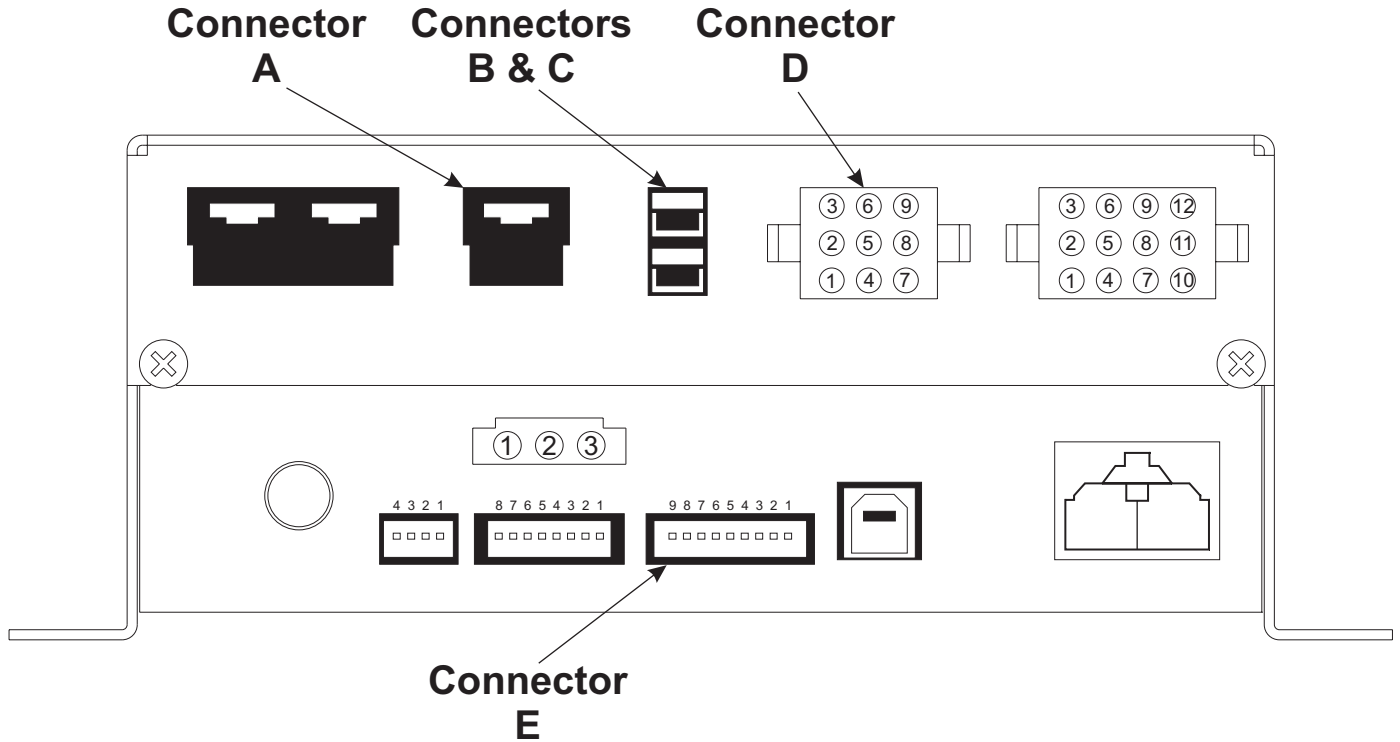 Connector
A
Connectors
B & C
Connector
D
3 6 9
2 5 8
1 4 7
3 6 9 12
2 5 8 11
1 4 7 10
1 2 3
4 3 2 1
8 7 6 5 4 3 2 1
9 8 7 6 5 4 3 2 1
Connector
E